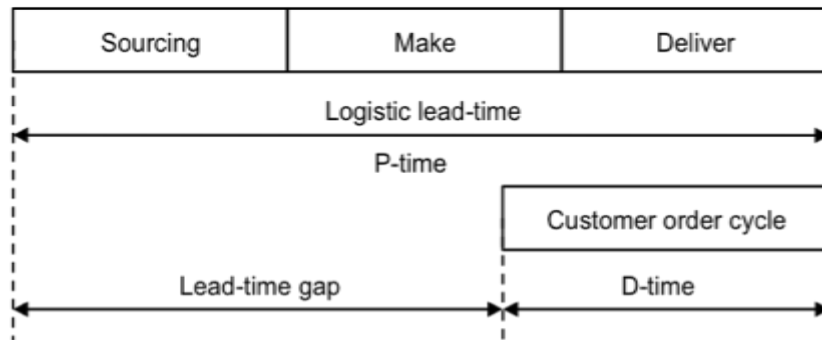 Sourcing Make Deliver
Logistic lead-time
P-time
Customer order cycle
Lead-time gap D-time